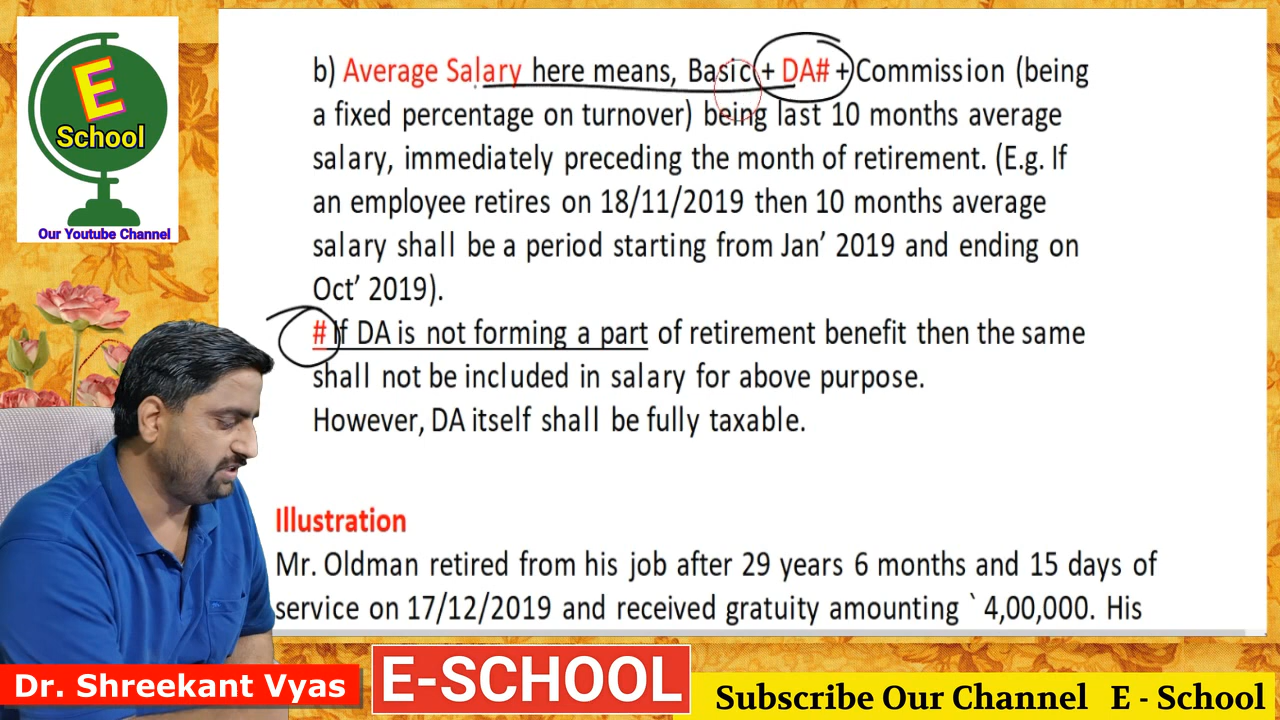 E
School
Our Youtube Channel
b) Average Salary here means, Basic + DA# + Commission (being
a fixed percentage on turnover) being last 10 months average
salary, immediately preceding the month of retirement. (E.g. If
an employee retires on 18/11/2019 then 10 months average
salary shall be a period starting from Jan’ 2019 and ending on
Oct’ 2019).
# If DA is not forming a part of retirement benefit then the same
shall not be included in salary for above purpose.
However, DA itself shall be fully taxable.
Illustration
Mr. Oldman retired from his job after 29 years 6 months and 15 days of
service on 17/12/2019 and received gratuity amounting ` 4,00,000. His
Dr. Shreekant Vyas
E-SCHOOL
Subscribe Our Channel E - School